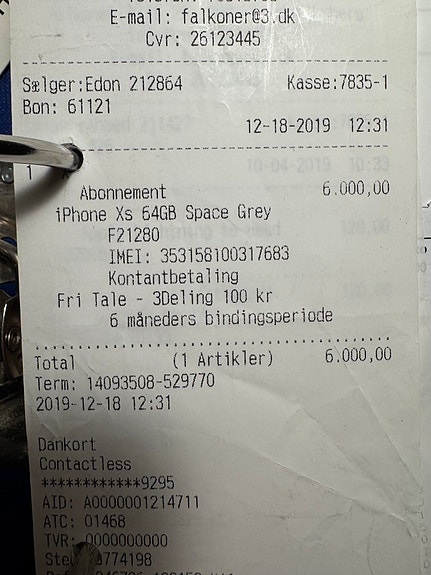 E-mail: falkoner@3.dk
Cvr: 26123445
Sælger:Edon 212864 Kasse:7835-1
Bon: 61121
12-18-2019 12:31
1
Abonnement 6.000,00
iPhone Xs 64GB Space Grey
F21280
IMEI: 353158100317683
Kontantbetaling
Fri Tale - 3Deling 100 kr
6 måneders bindingsperiode
Total (1 Artikler) 6.000,00
Term: 14093508-529770
2019-12-18 12:31
Dankort
Contactless
************9295
AID: A0000001214711
ATC: 01468
TVR: 0000000000